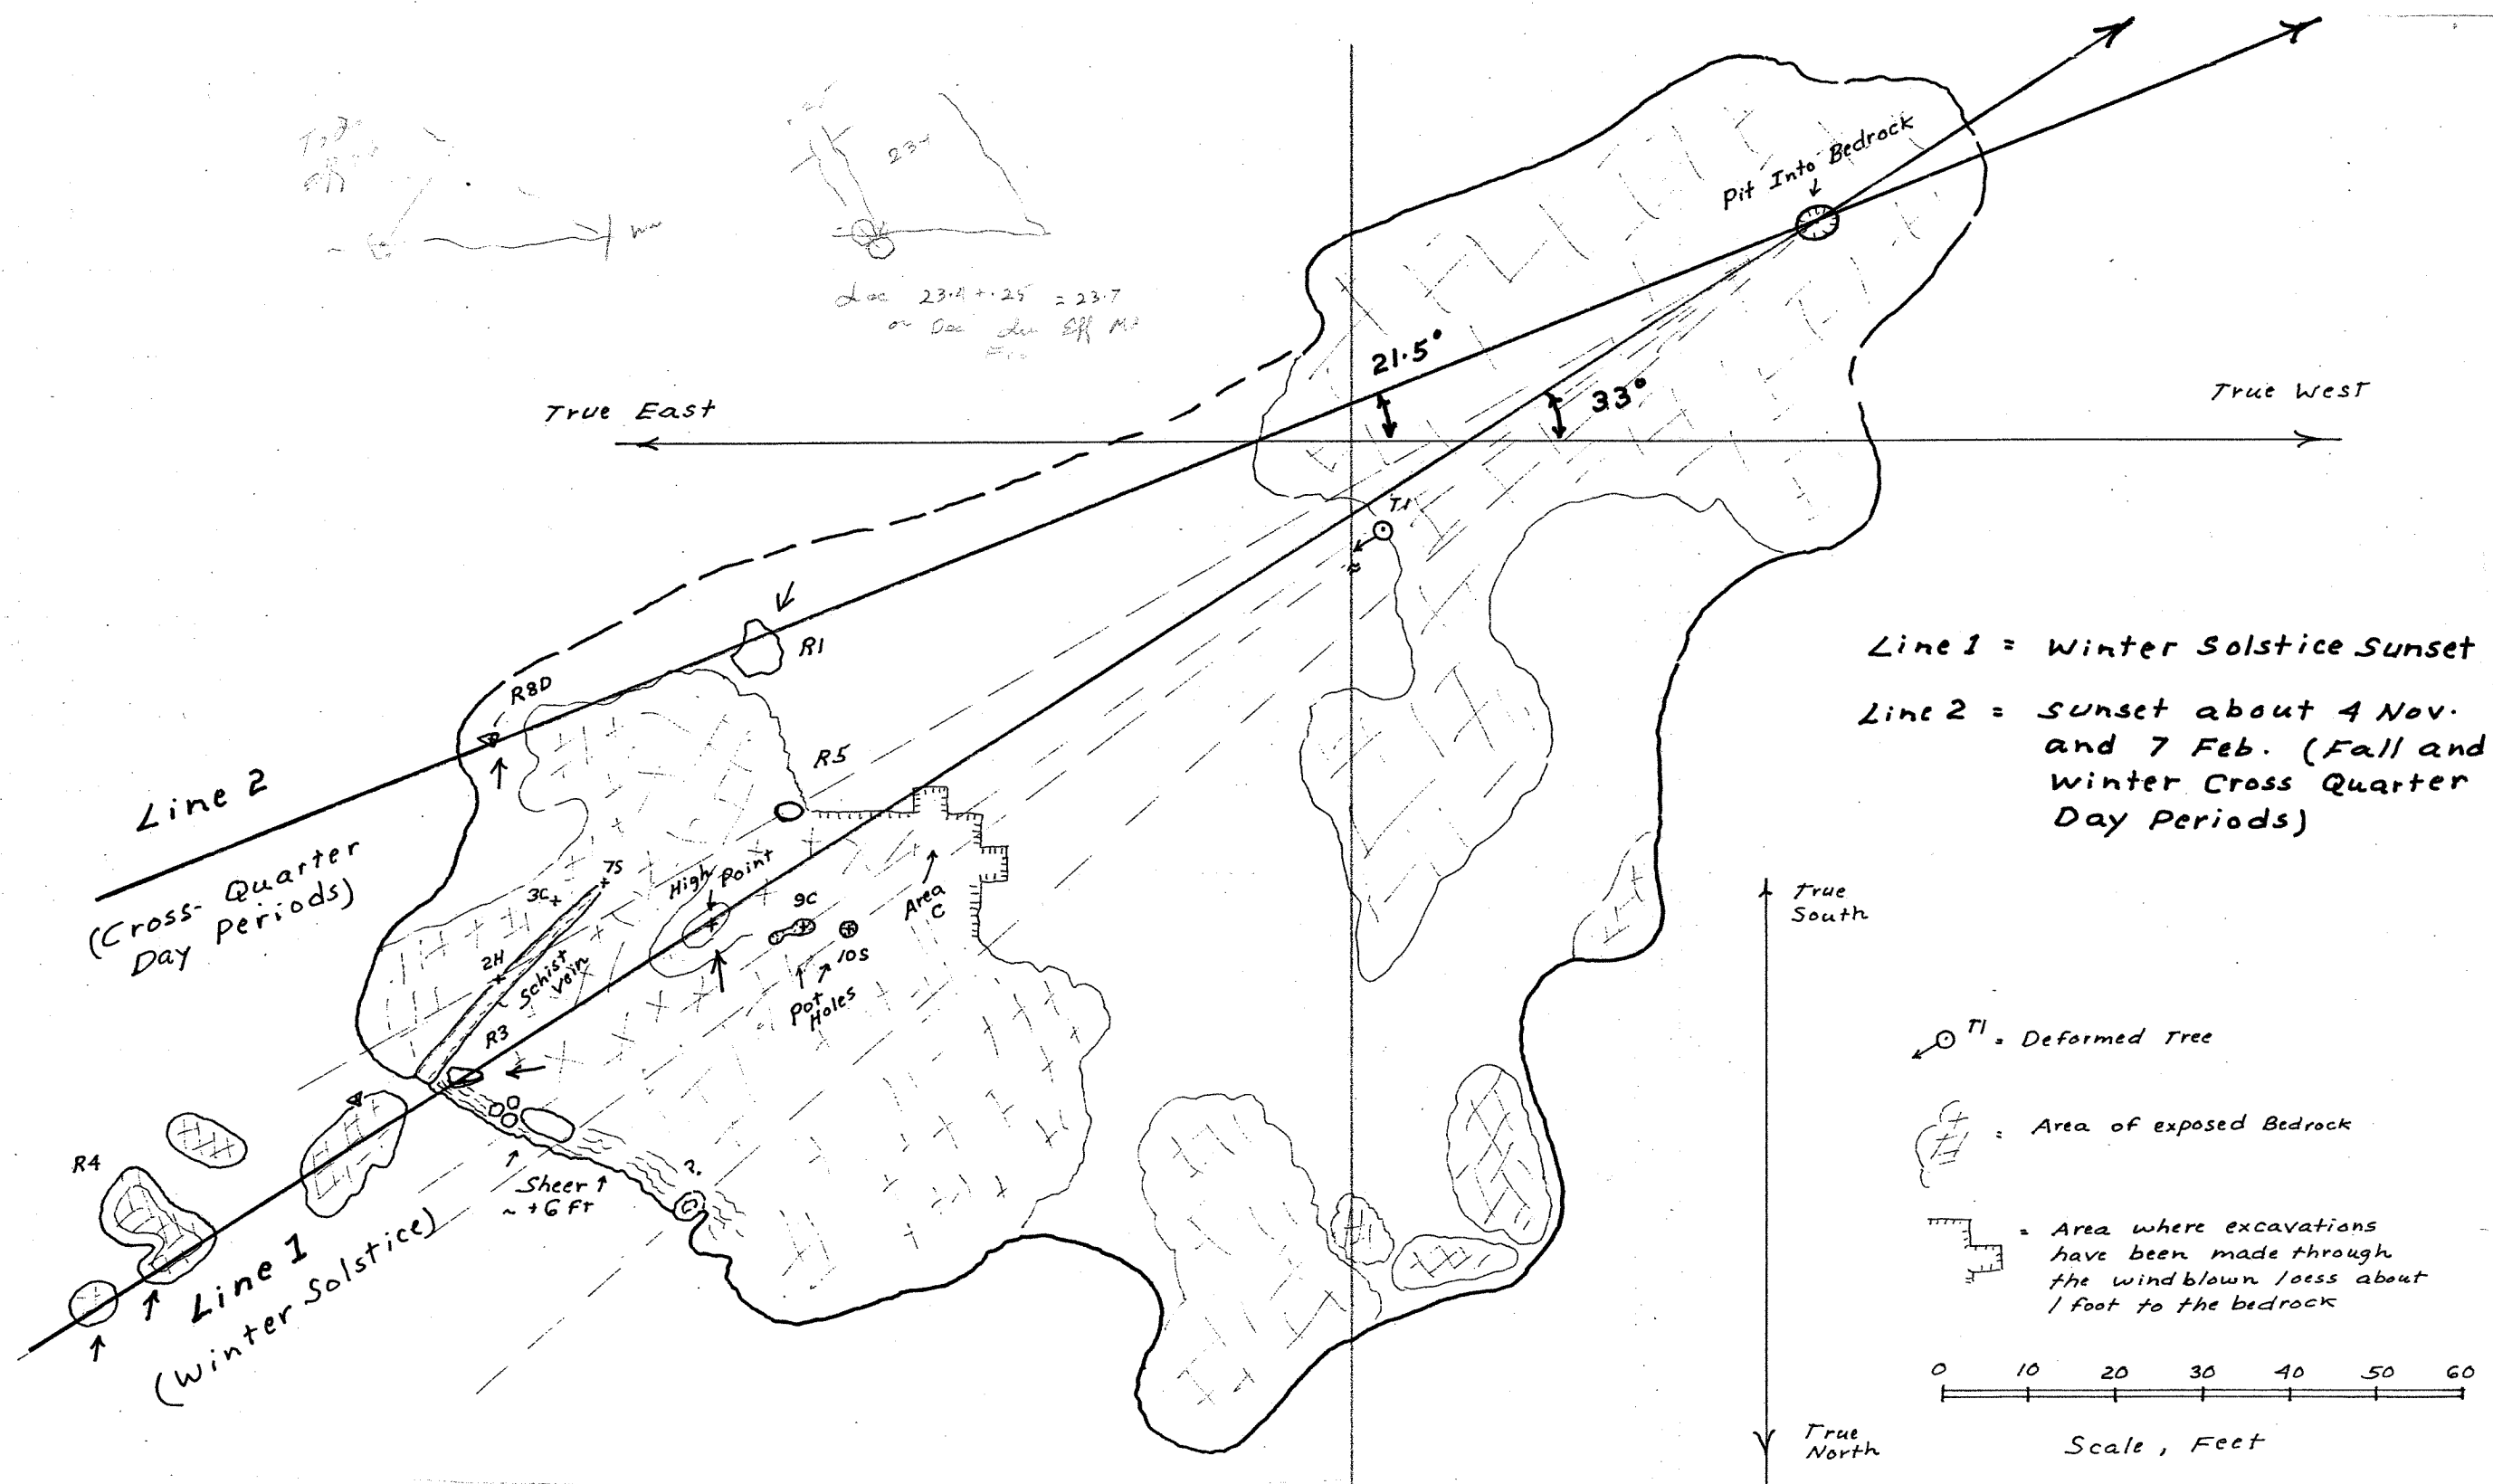 23.4
23.4 + .25 = 23.7
or Dec
Pit Into Bedrock
21.5°
33°
True East
True West
T1
R1
R8D
Line 1 = Winter Solstice Sunset
Line 2 = Sunset about 4 Nov.
and 7 Feb. (Fall and
Winter Cross Quarter
Day Periods)
R5
Line 2
(Cross-Quarter
Day Periods)
7S
3C
High Point
9C
Area
C
10S
Pot
Holes
2H
Schist
Vein
R3
True
South
R4
Sheer
~ +6 Ft
?
Line 1
(Winter Solstice)
T1 = Deformed Tree
= Area of exposed Bedrock
= Area where excavations
have been made through
the windblown loess about
1 foot to the bedrock
0 10 20 30 40 50 60
Scale, Feet
True
North